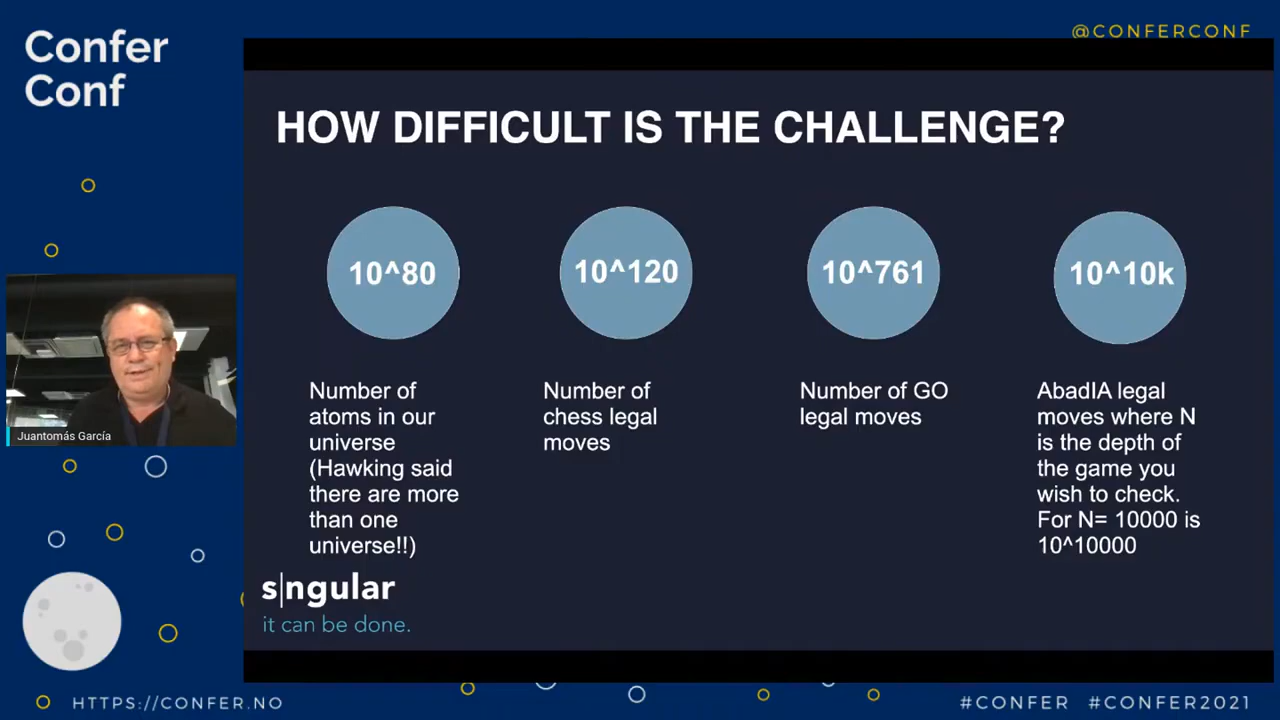 Confer
Conf
@CONFERCONF
HOW DIFFICULT IS THE CHALLENGE?
10^80
10^120
10^761
10^10k
Number of
atoms in our
universe
(Hawking said
there are more
than one
universe!!)
Number of
chess legal
moves
Number of GO
legal moves
AbadIA legal
moves where N
is the depth of
the game you
wish to check.
For N= 10000 is
10^10000
Juantomás García
s|ngular
it can be done.
HTTPS://CONFER.NO
#CONFER #CONFER2021